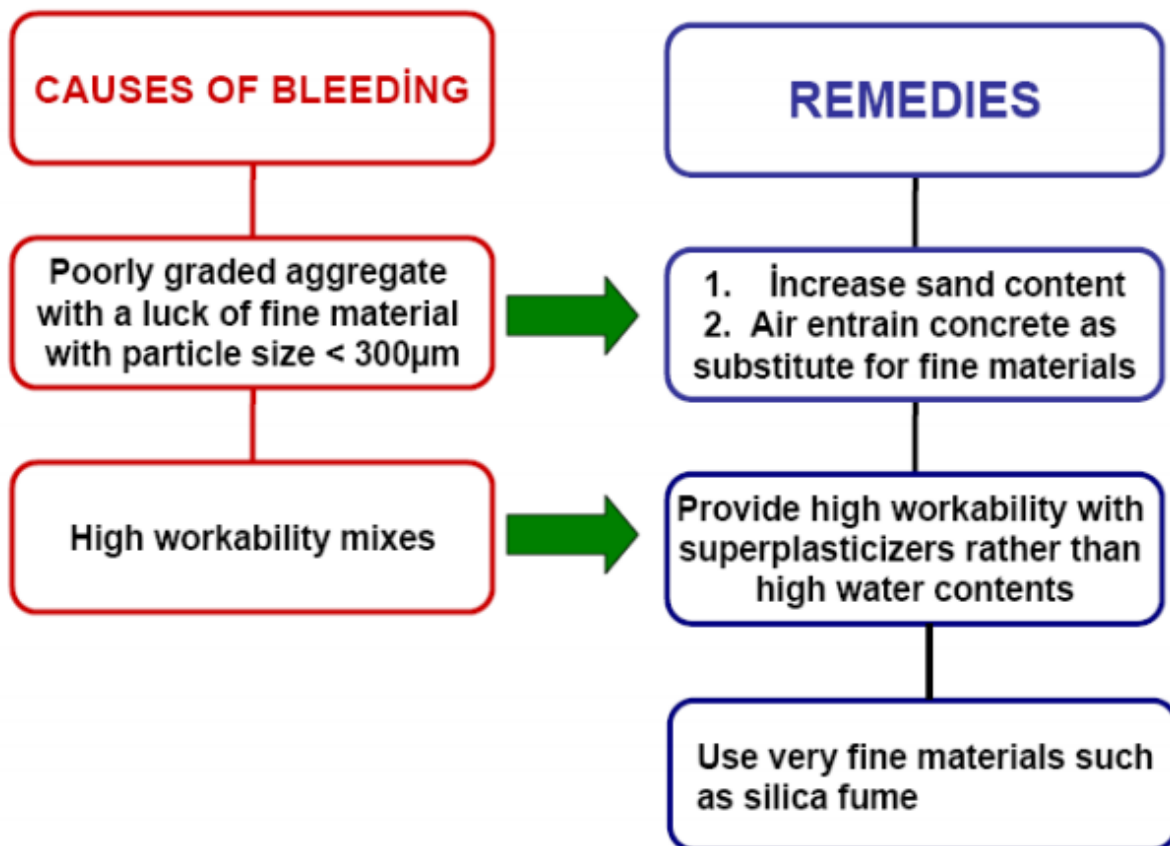 CAUSES OF BLEEDİNG
REMEDIES
Poorly graded aggregate
with a luck of fine material
with particle size < 300µm
1. İncrease sand content
2. Air entrain concrete as
substitute for fine materials
High workability mixes
Provide high workability with
superplasticizers rather than
high water contents
Use very fine materials such
as silica fume